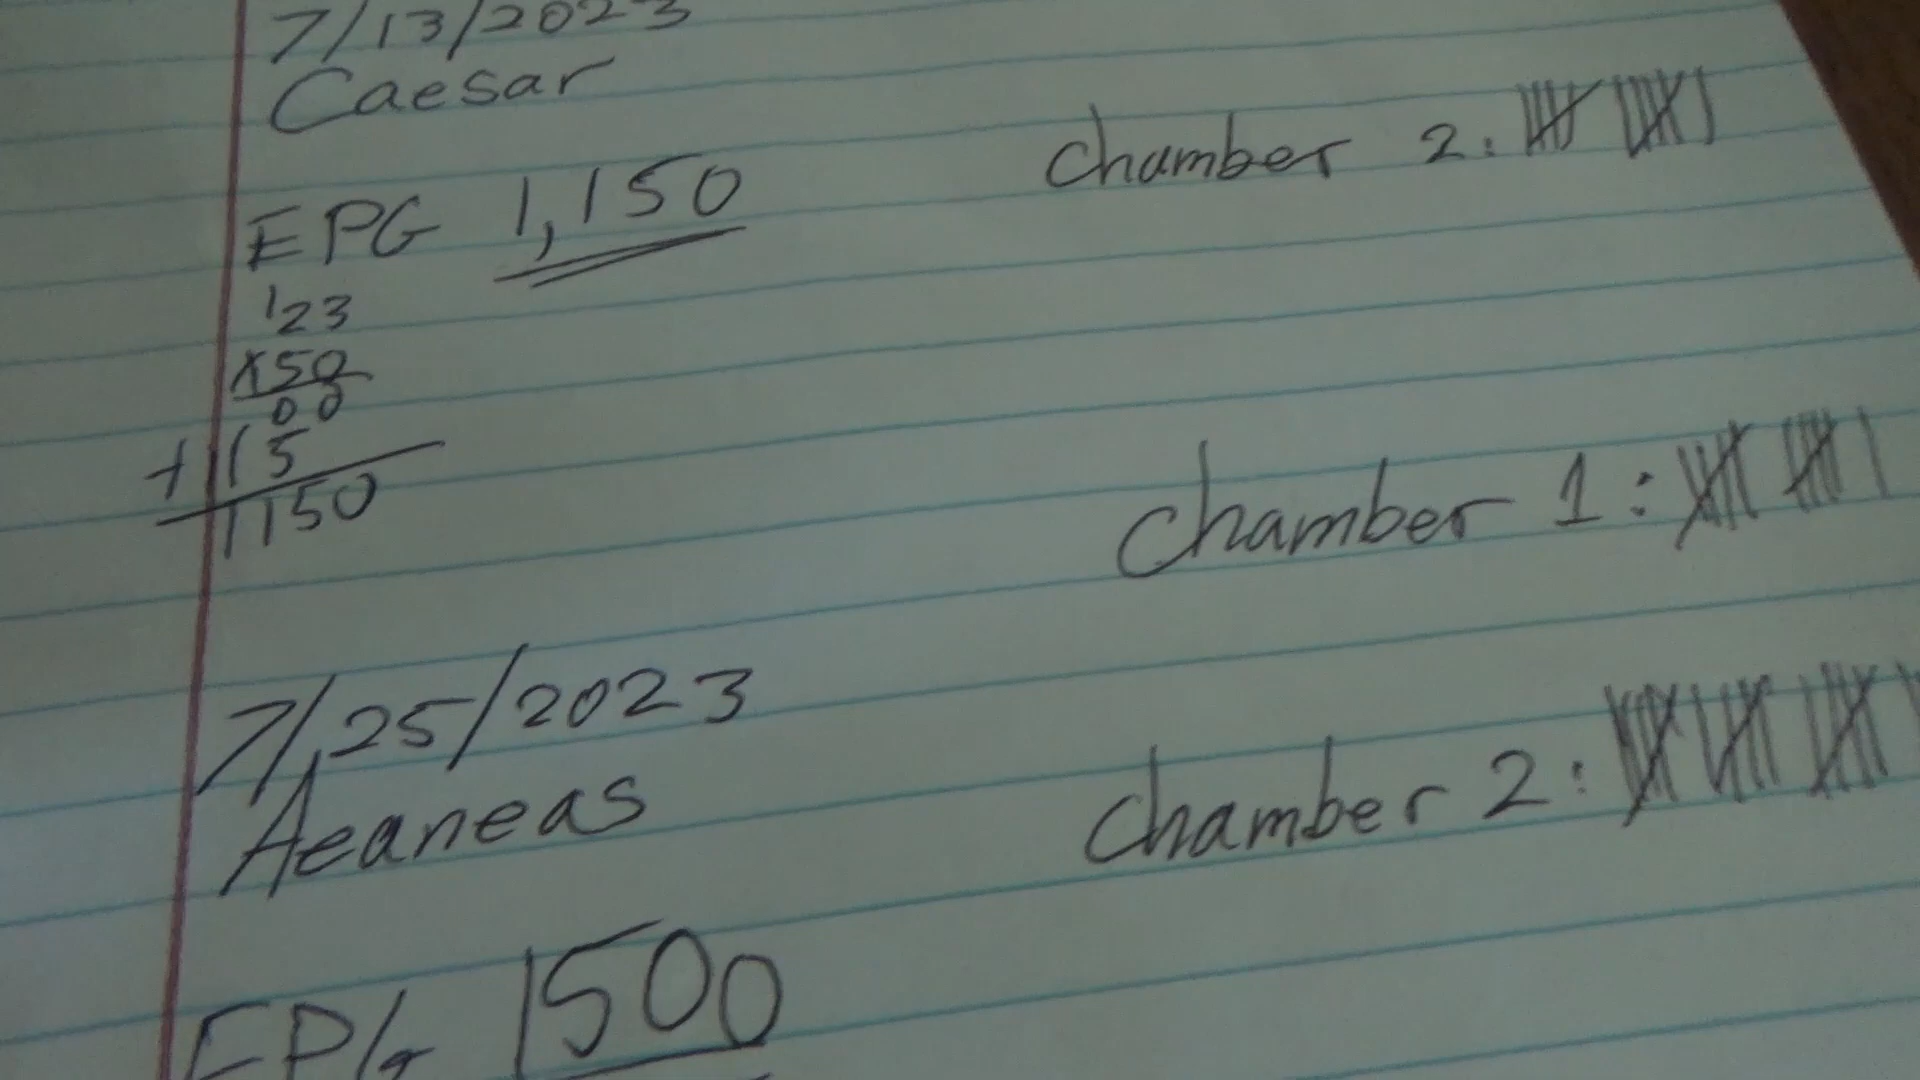 7/13/2023
Caesar
Chamber 2:
EPG 1,150
123
x50
00
+115
1150
Chamber 1:
7/25/2023
Aeaneas
Chamber 2:
EPG 1500